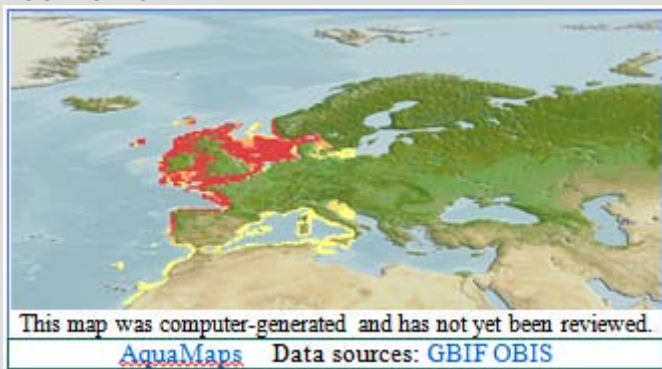 This map was computer-generated and has not yet been reviewed.
AquaMaps Data sources: GBIF OBIS